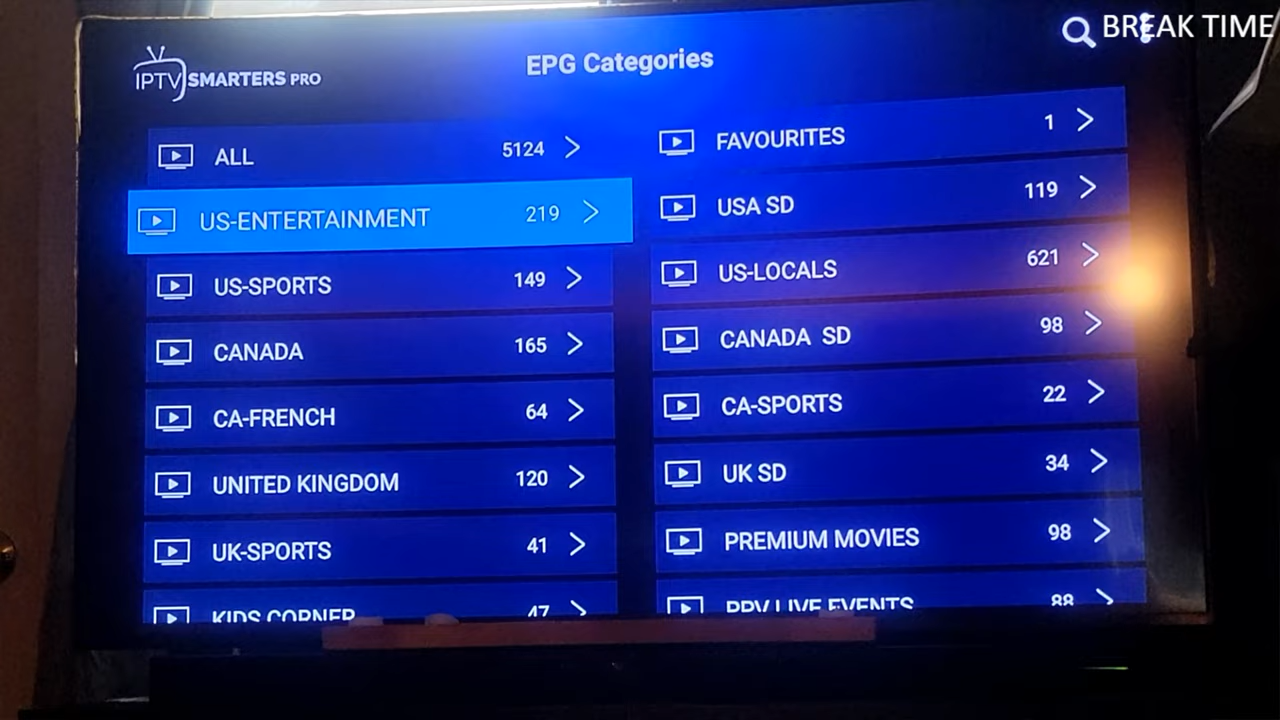 BREAK TIME
IPTV SMARTERS PRO
EPG Categories
ALL 5124
FAVOURITES 1
US-ENTERTAINMENT 219
USA SD 119
US-SPORTS 149
US-LOCALS 621
CANADA 165
CANADA SD 98
CA-FRENCH 64
CA-SPORTS 22
UNITED KINGDOM 120
UK SD 34
UK-SPORTS 41
PREMIUM MOVIES 98
KIDS CORNER 47
PPV LIVE EVENTS 88